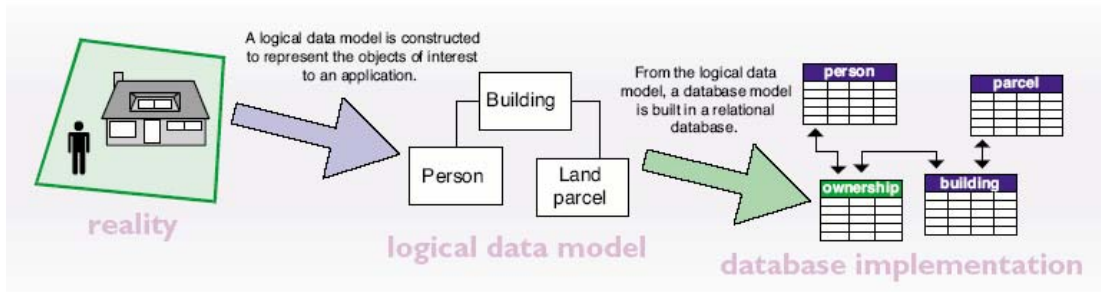 A logical data model is constructed
to represent the objects of interest
to an application.
Building
Person
Land
parcel
From the logical data
model, a database model
is built in a relational
database.
person
parcel
ownership
building
reality
logical data model
database implementation